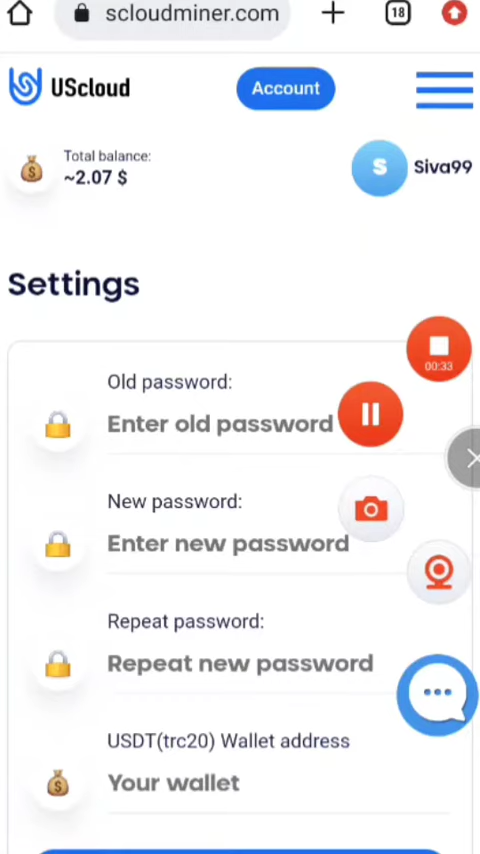 scloudminer.com
18
UScloud
Account
Total balance:
~2.07 $
S
Siva99
Settings
00:33
Old password:
Enter old password
New password:
Enter new password
Repeat password:
Repeat new password
USDT(trc20) Wallet address
Your wallet